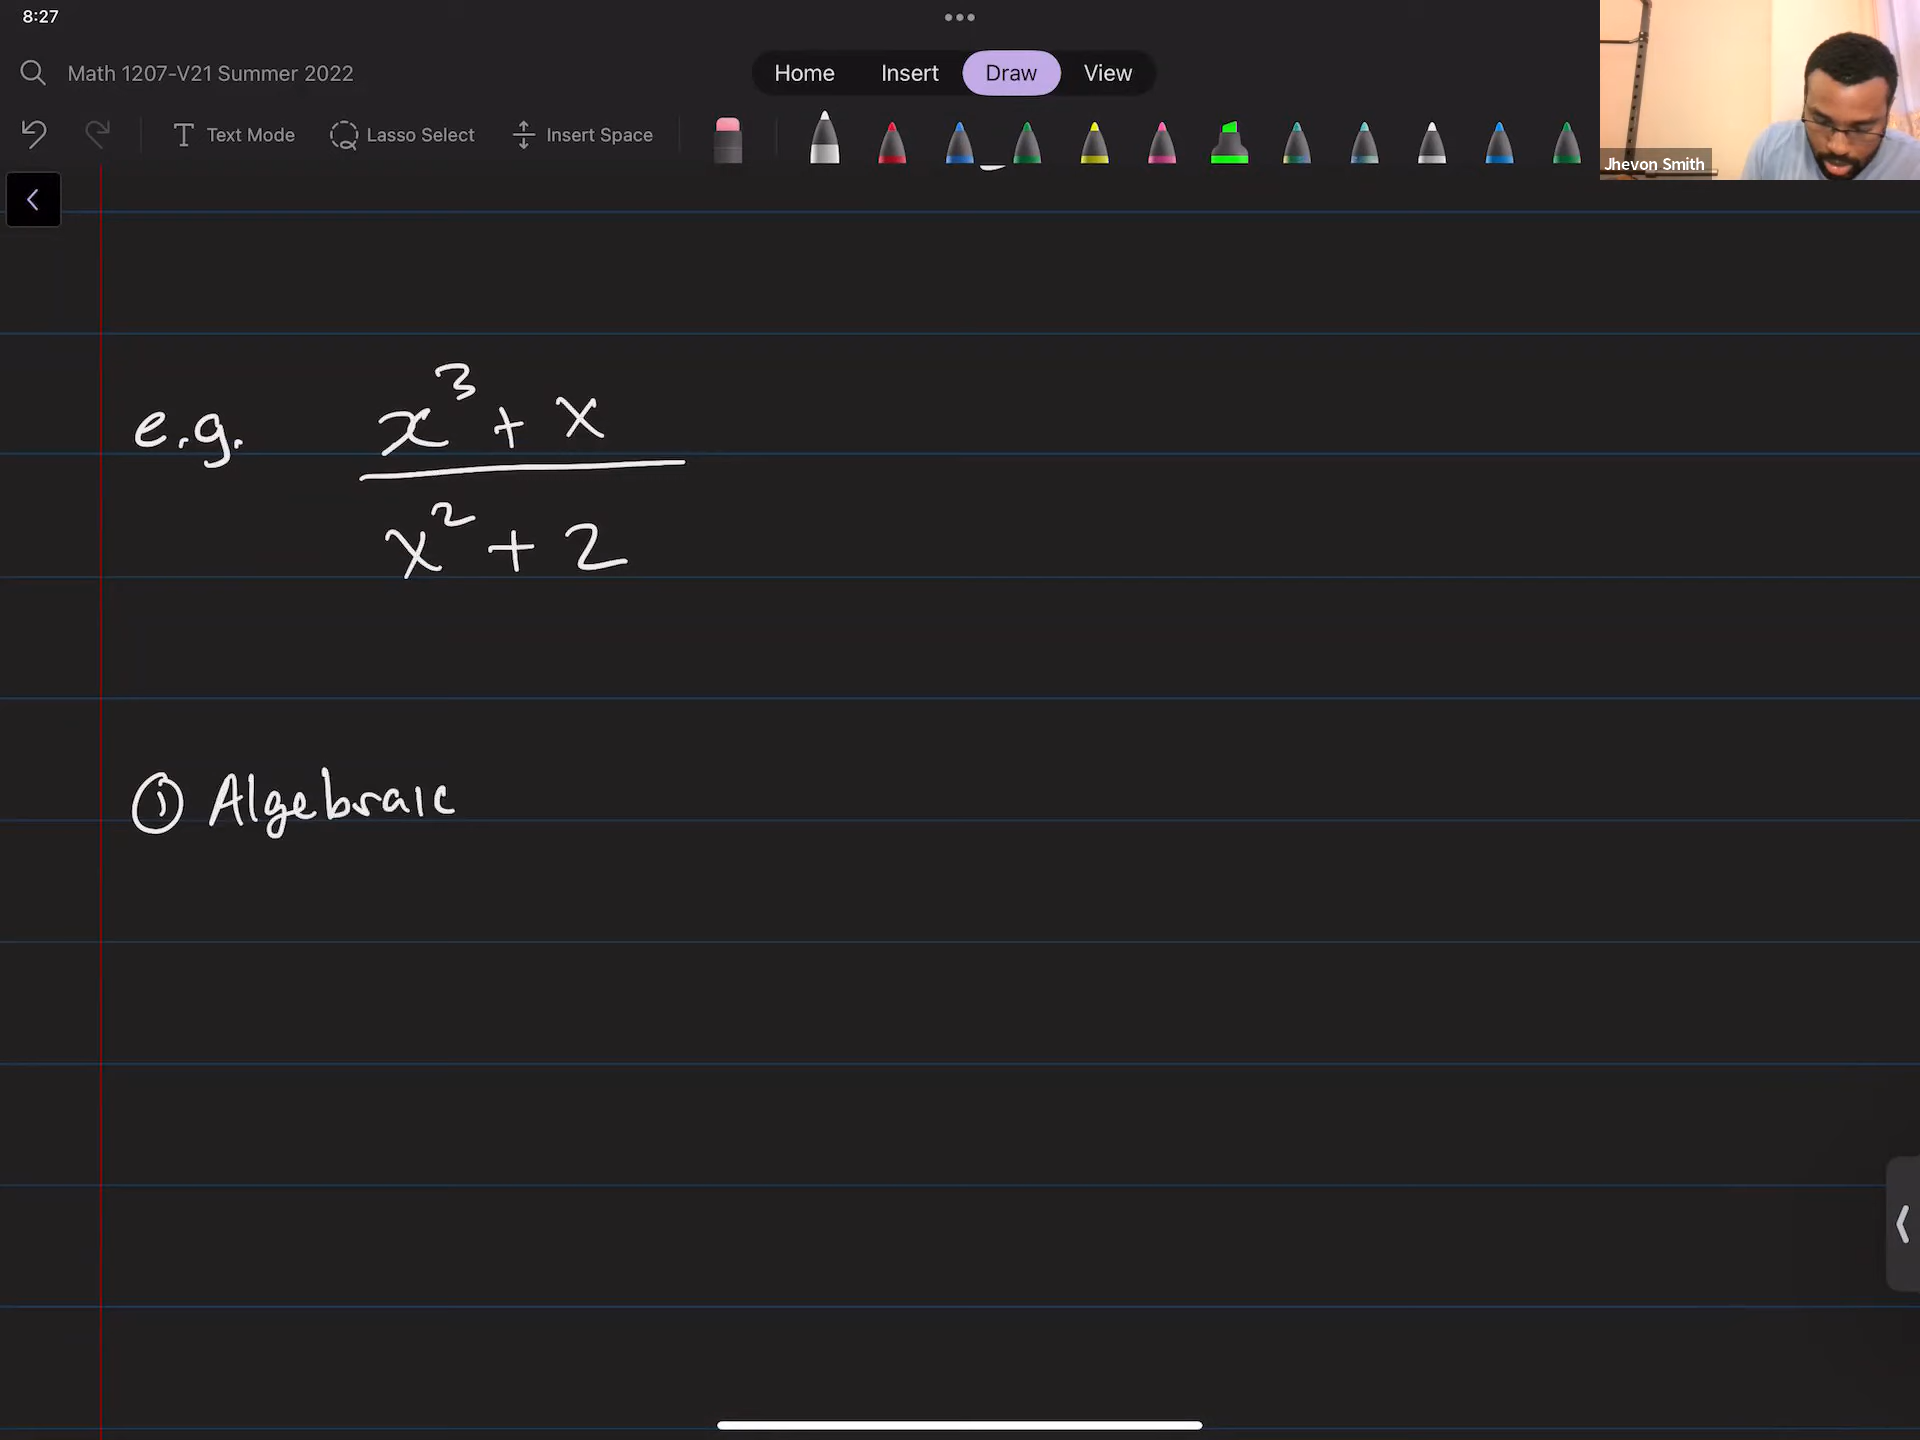 8:27
Math 1207-V21 Summer 2022
Home Insert Draw View
Text Mode Lasso Select Insert Space
Jhevon Smith
e.g. x³ + x
x² + 2
① Algebraic